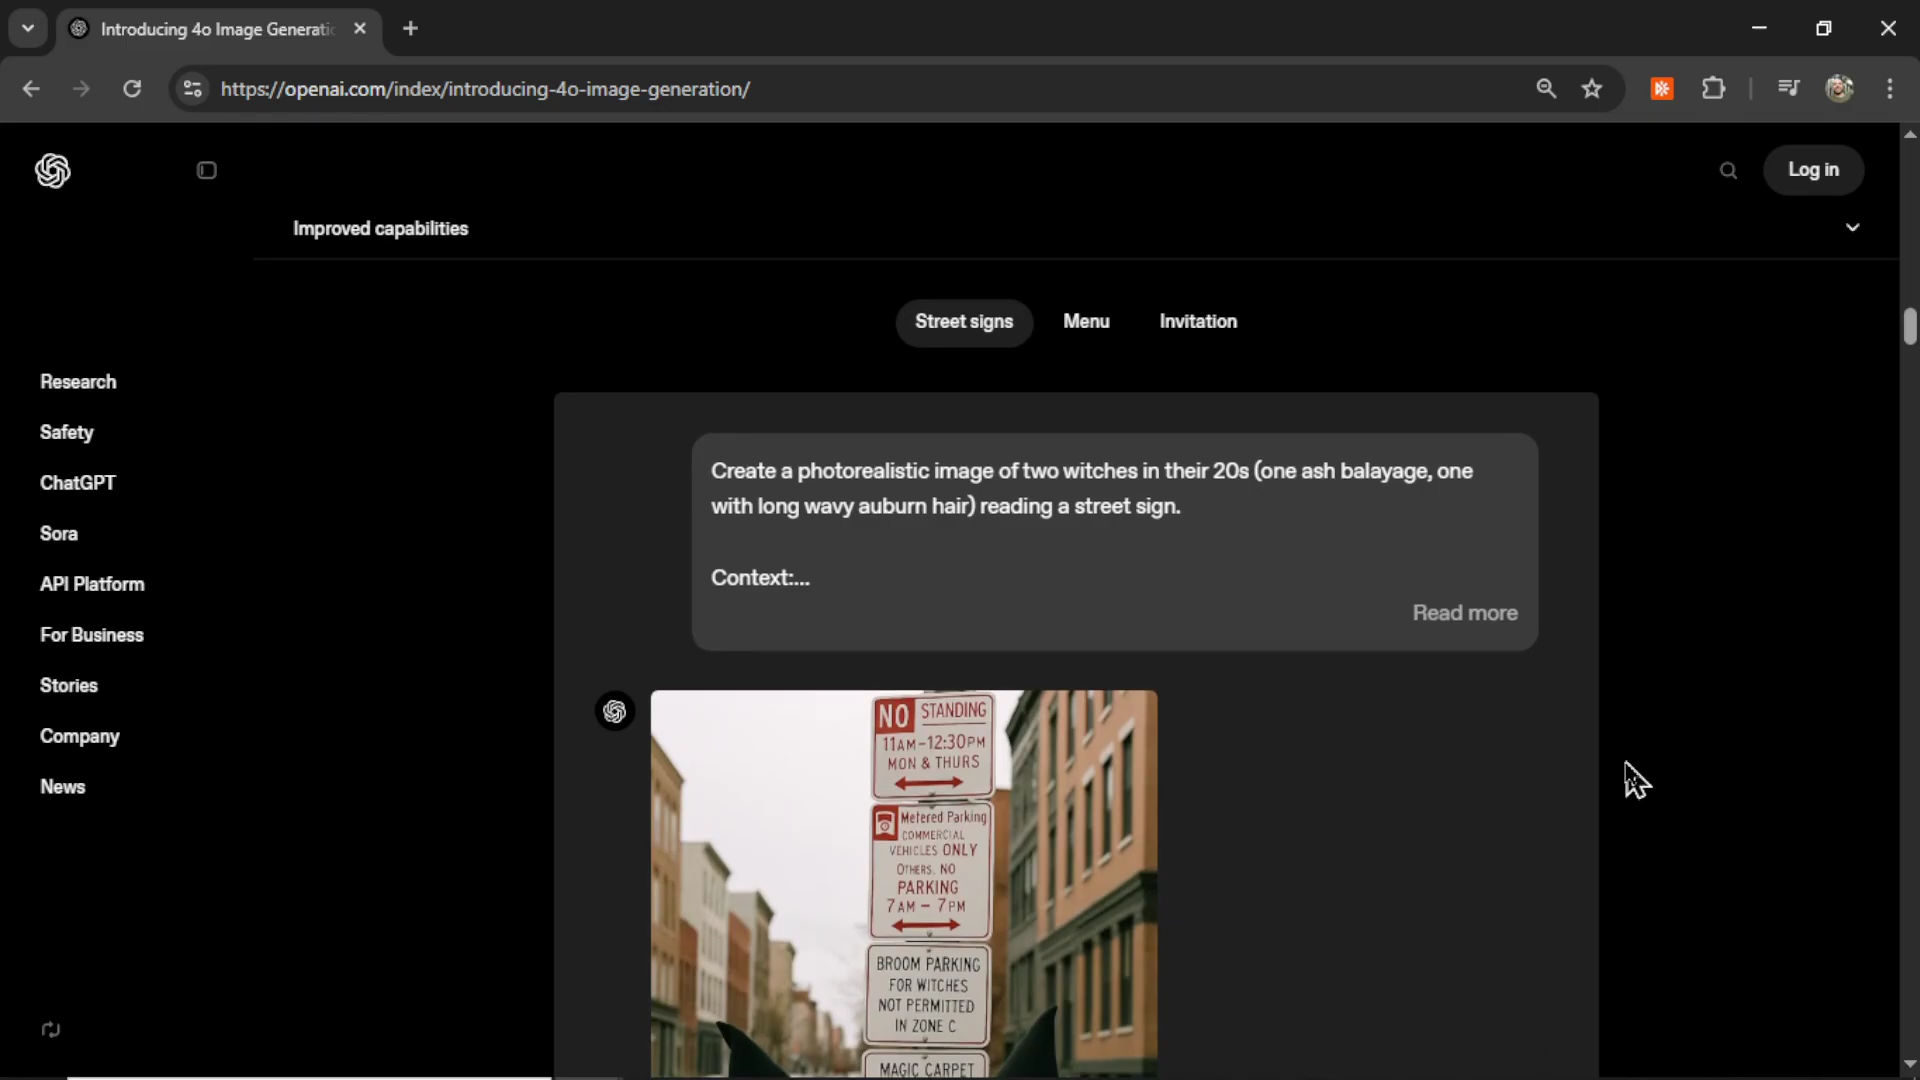 Introducing 4o Image Generati
https://openai.com/index/introducing-4o-image-generation/
Log in
Improved capabilities
Street signs
Menu
Invitation
Research
Safety
ChatGPT
Sora
API Platform
For Business
Stories
Company
News
Create a photorealistic image of two witches in their 20s (one ash balayage, one
with long wavy auburn hair) reading a street sign.
Context:...
Read more
NO STANDING
11AM-12:30PM
MON & THURS
Metered Parking
COMMERCIAL
VEHICLES ONLY
OTHERS, NO
PARKING
7AM – 7PM
BROOM PARKING
FOR WITCHES
NOT PERMITTED
IN ZONE C
MAGIC CARPET